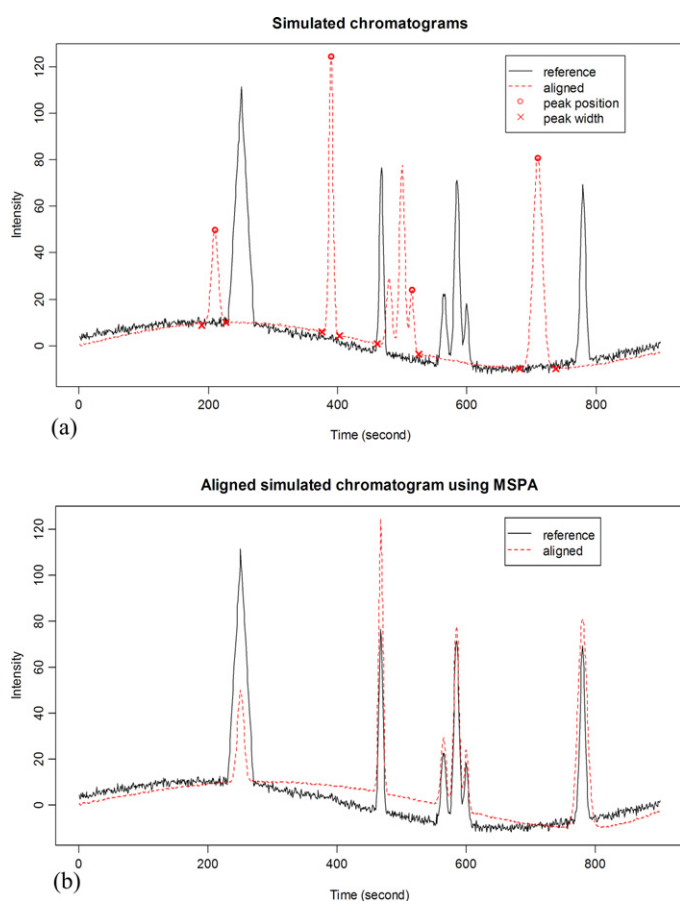 Simulated chromatograms
120
100
80
60
40
20
0
Intensity
reference
aligned
peak position
peak width
0
200
400
600
800
(a)
Time (second)
Aligned simulated chromatogram using MSPA
120
100
80
60
40
20
0
Intensity
reference
aligned
0
200
400
600
800
(b)
Time (second)